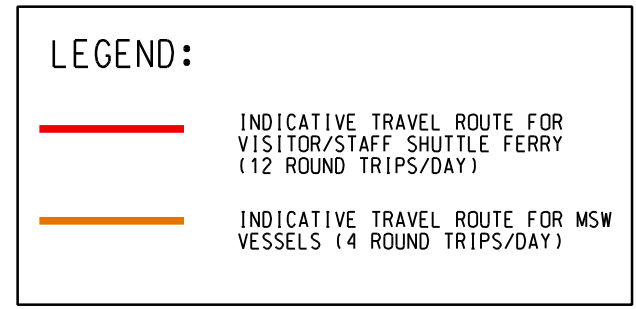 LEGEND:
INDICATIVE TRAVEL ROUTE FOR
VISITOR/STAFF SHUTTLE FERRY
(12 ROUND TRIPS/DAY)
INDICATIVE TRAVEL ROUTE FOR MSW
VESSELS (4 ROUND TRIPS/DAY)